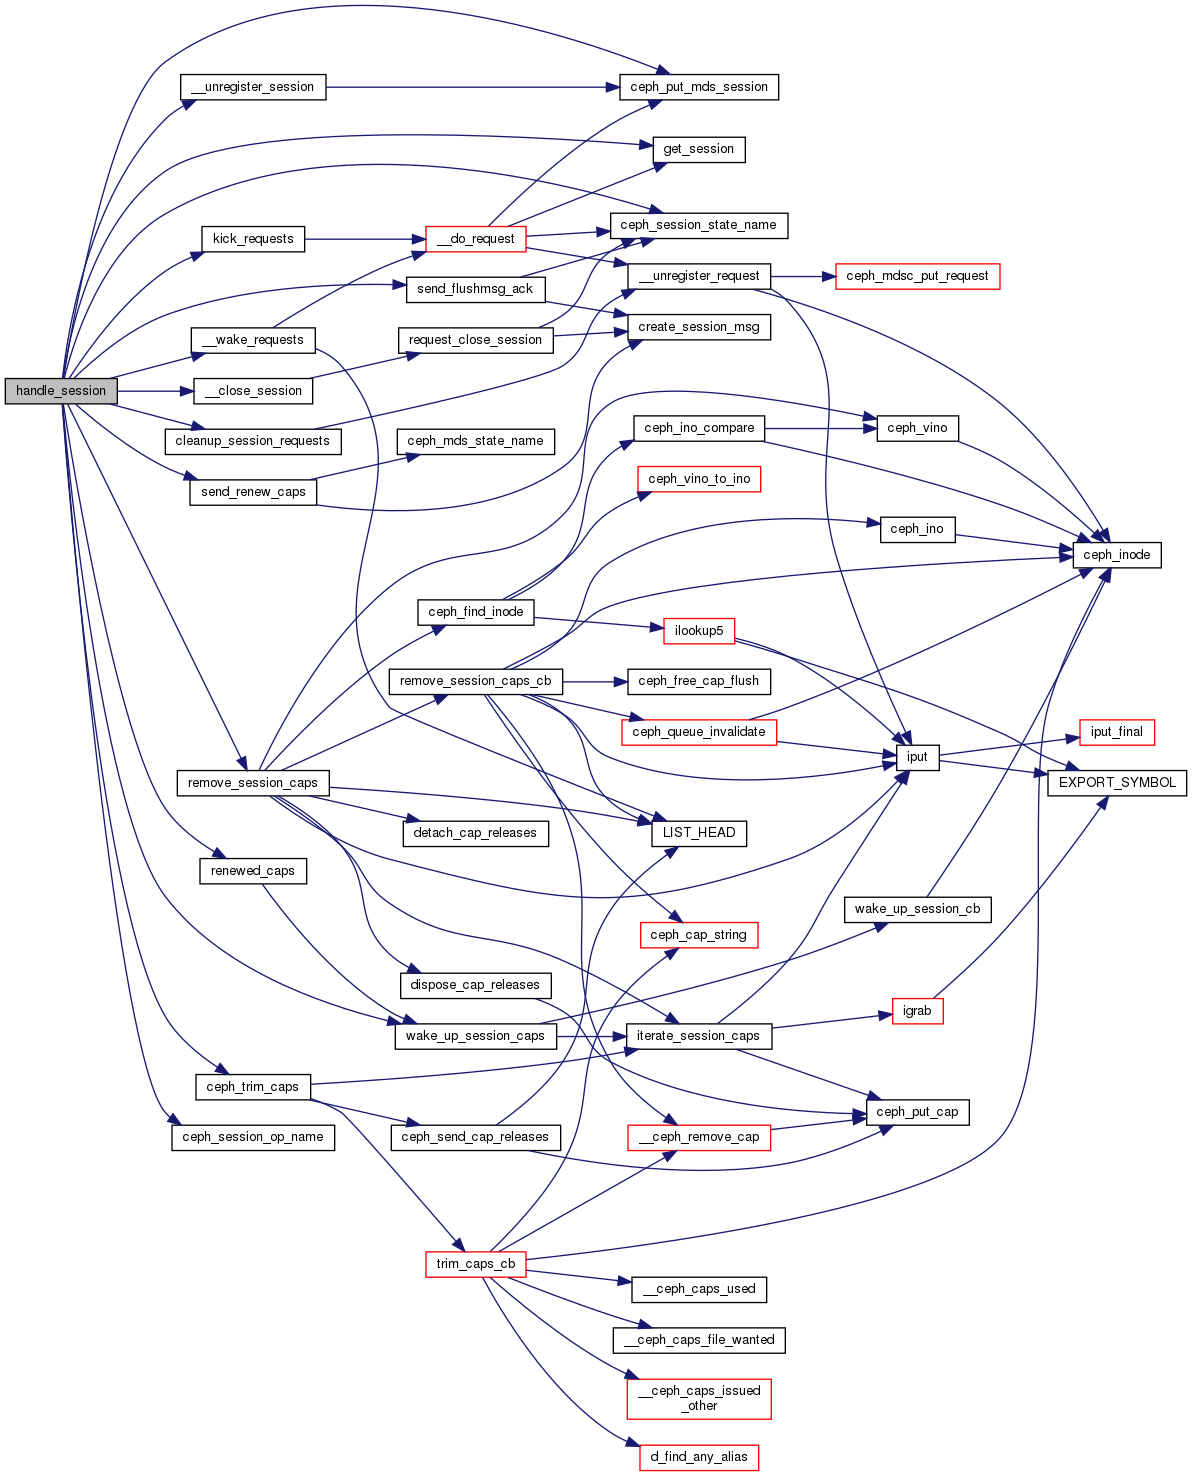 ceph_put_mds_session
__unregister_session
get_session
ceph_session_state_name
kick_requests
__do_request
__unregister_request
ceph_mdsc_put_request
send_flushmsg_ack
create_session_msg
__wake_requests
request_close_session
handle_session
__close_session
cleanup_session_requests
ceph_mds_state_name
ceph_ino_compare
ceph_vino
send_renew_caps
ceph_vino_to_ino
ceph_ino
ceph_inode
ceph_find_inode
ilookup5
remove_session_caps_cb
ceph_free_cap_flush
ceph_queue_invalidate
iput_final
iput
remove_session_caps
EXPORT_SYMBOL
detach_cap_releases
LIST_HEAD
renewed_caps
wake_up_session_cb
ceph_cap_string
dispose_cap_releases
igrab
wake_up_session_caps
iterate_session_caps
ceph_trim_caps
ceph_put_cap
ceph_session_op_name
ceph_send_cap_releases
__ceph_remove_cap
trim_caps_cb
__ceph_caps_used
__ceph_caps_file_wanted
__ceph_caps_issued
_other
d_find_any_alias